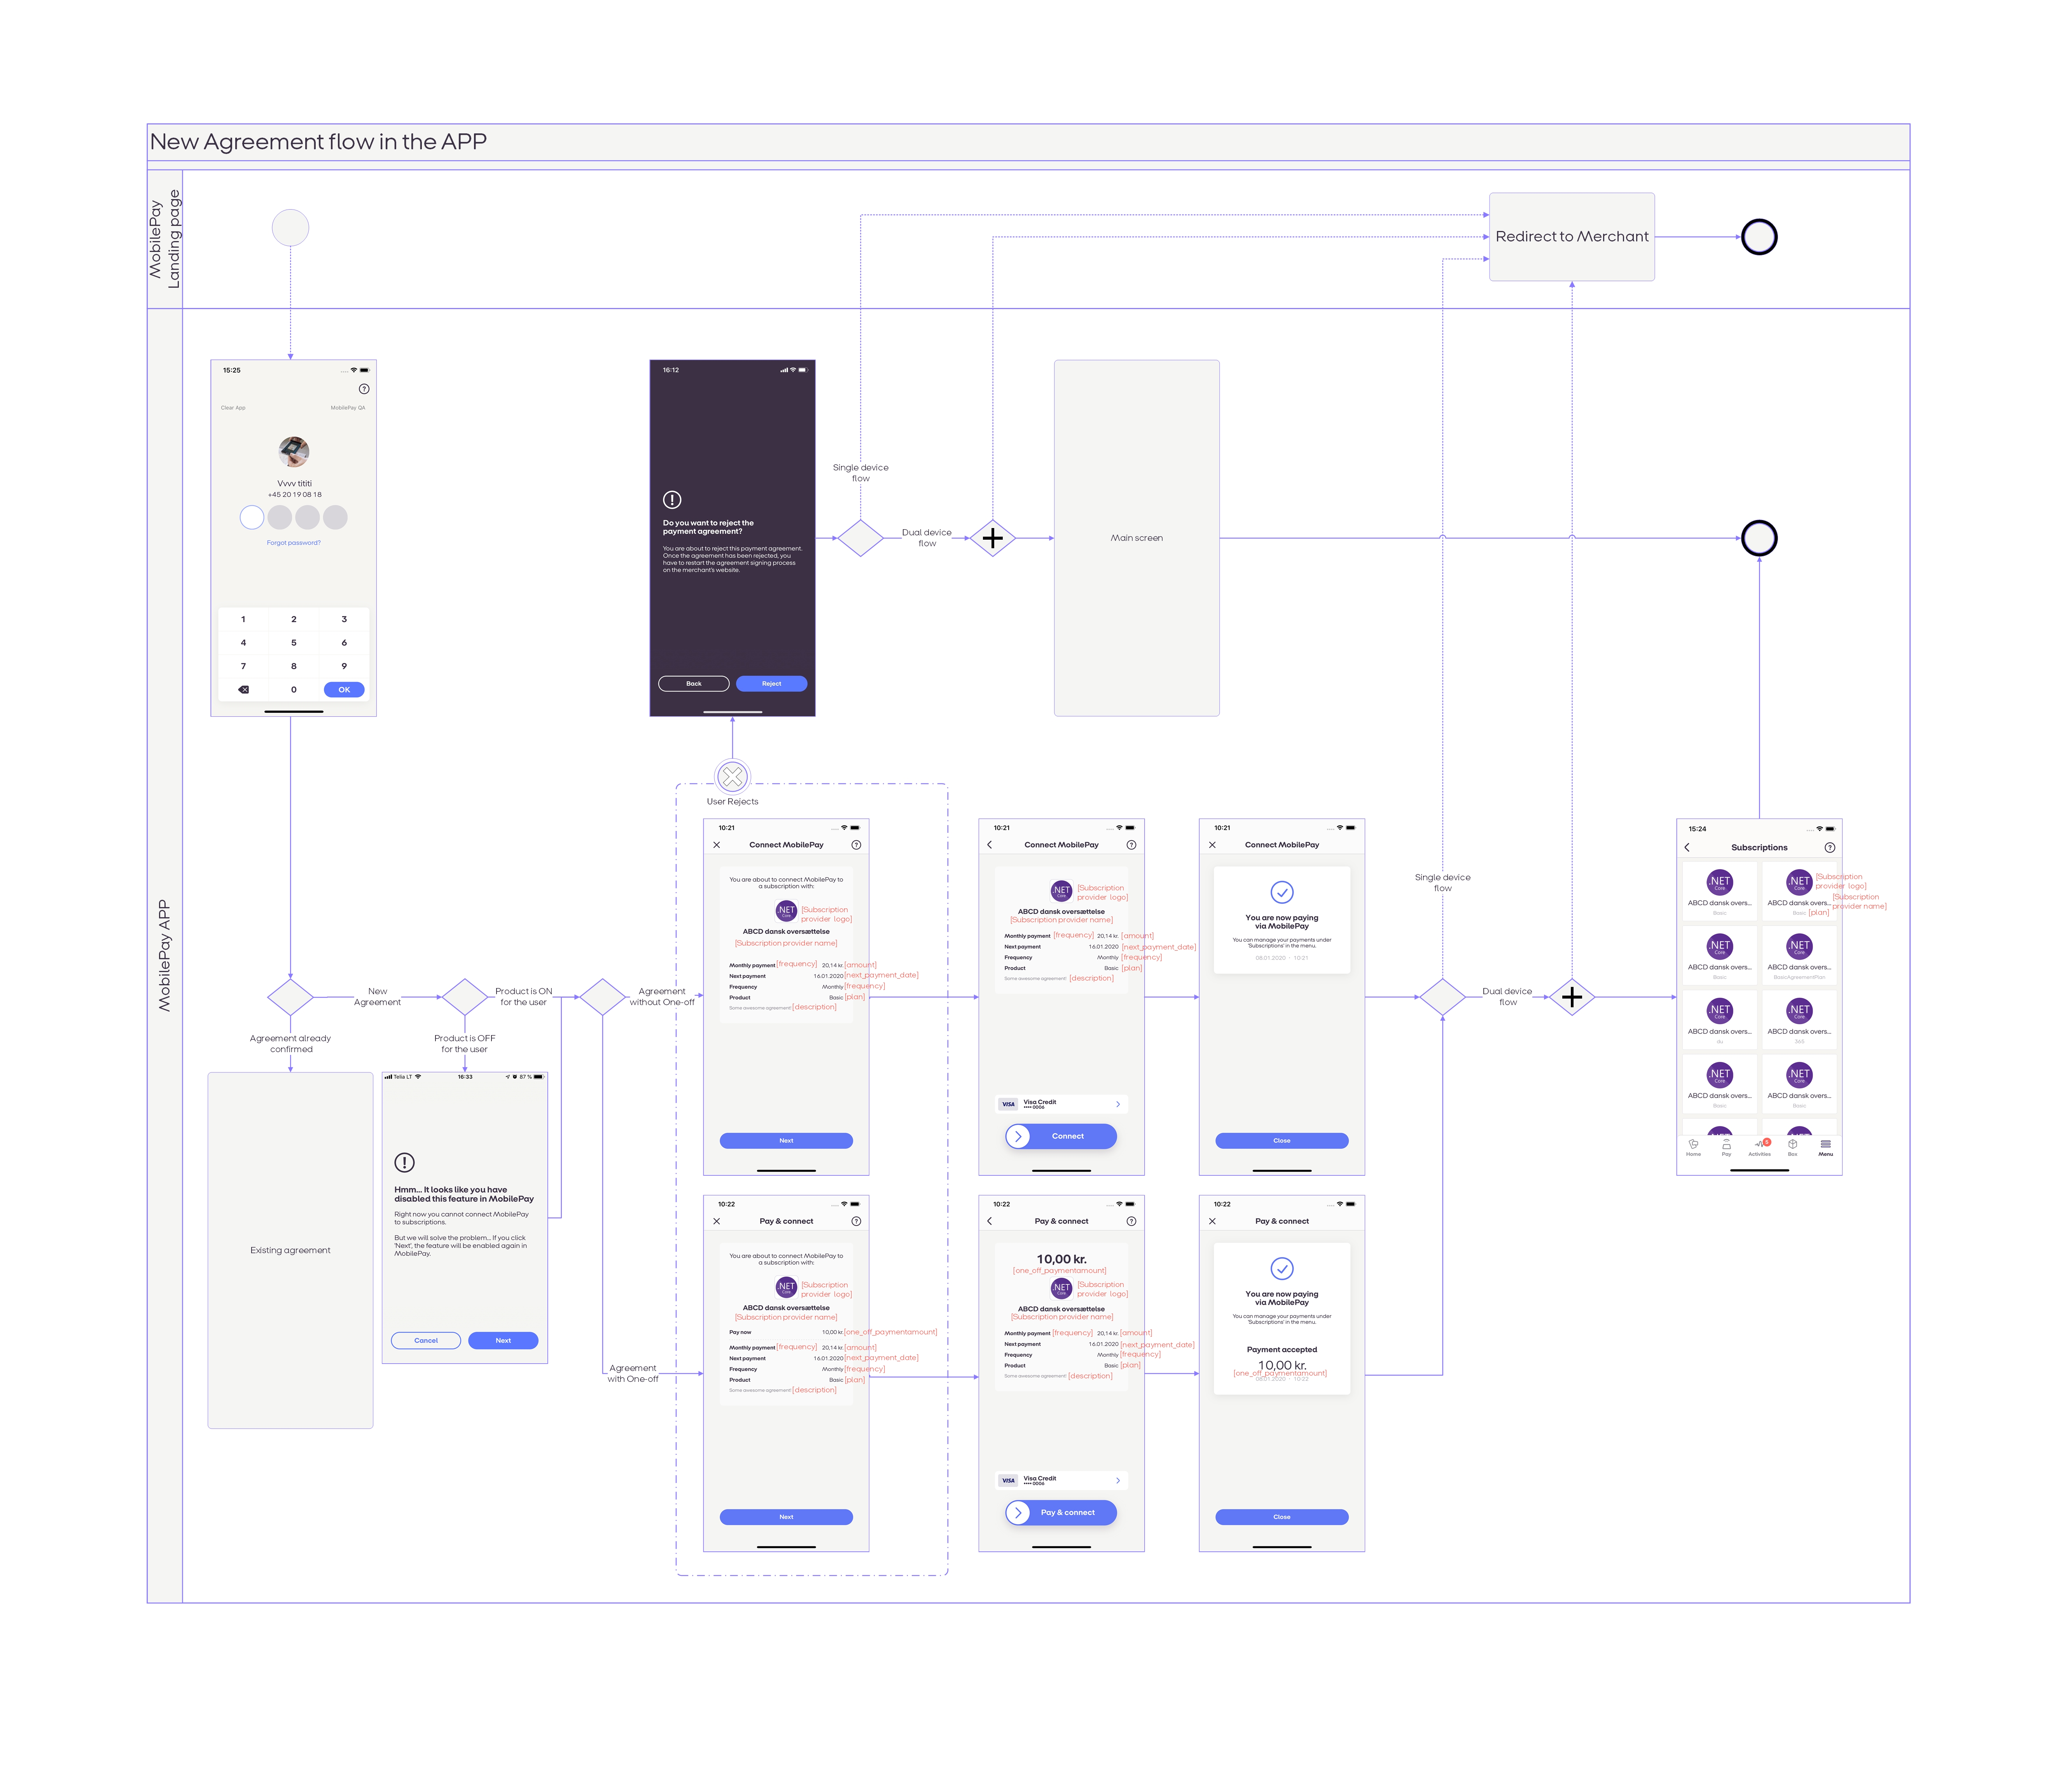 New Agreement flow in the APP
MobilePay
Landing page
Redirect to Merchant
MobilePay APP
15:25
Clear App
MobilePay QA
Vvvv tititi
+45 20 19 08 18
Forgot password?
1 2 3
4 5 6
7 8 9
0 OK
16:12
Do you want to reject the
payment agreement?
You are about to reject this payment agreement.
Once the agreement has been rejected, you
have to restart the agreement signing process
on the merchant's website.
Back
Reject
Single device
flow
Dual device
flow
Main screen
User Rejects
New
Agreement
Agreement already
confirmed
Product is ON
for the user
Product is OFF
for the user
Agreement
without One-off
Agreement
with One-off
Existing agreement
Telia LT
16:33
87 %
Hmm... It looks like you have
disabled this feature in MobilePay
Right now you cannot connect MobilePay
to subscriptions.
But we will solve the problem... If you click
'Next', the feature will be enabled again in
MobilePay.
Cancel
Next
10:21
Connect MobilePay
You are about to connect MobilePay to
a subscription with:
.NET
Core
[Subscription
provider logo]
ABCD dansk oversættelse
[Subscription provider name]
Monthly payment [frequency] 20,14 kr. [amount]
Next payment 16.01.2020 [next_payment_date]
Frequency Monthly [frequency]
Product Basic [plan]
Some awesome agreement! [description]
Next
10:21
Connect MobilePay
.NET
Core
[Subscription
provider logo]
ABCD dansk oversættelse
[Subscription provider name]
Monthly payment [frequency] 20,14 kr. [amount]
Next payment 16.01.2020 [next_payment_date]
Frequency Monthly [frequency]
Product Basic [plan]
Some awesome agreement! [description]
VISA
Visa Credit
•••• 0006
Connect
10:21
Connect MobilePay
You are now paying
via MobilePay
You can manage your payments under
'Subscriptions' in the menu.
08.01.2020 - 10:21
Close
Single device
flow
Dual device
flow
15:24
Subscriptions
.NET
Core
ABCD dansk overs...
Basic
.NET
Core
[Subscription
provider logo]
ABCD dansk overs...
[Subscription
provider name]
Basic [plan]
.NET
Core
ABCD dansk overs...
Basic
.NET
Core
ABCD dansk overs...
BasicAgreementPlan
.NET
Core
ABCD dansk overs...
.NET
Core
ABCD dansk overs...
365
.NET
Core
ABCD dansk overs...
Basic
.NET
Core
ABCD dansk overs...
Basic
Home
Pay
Activities
Box
Menu
10:22
Pay & connect
You are about to connect MobilePay to
a subscription with:
.NET
Core
[Subscription
provider logo]
ABCD dansk oversættelse
[Subscription provider name]
Pay now 10,00 kr. [one_off_paymentamount]
Monthly payment [frequency] 20,14 kr. [amount]
Next payment 16.01.2020 [next_payment_date]
Frequency Monthly [frequency]
Product Basic [plan]
Some awesome agreement! [description]
Next
10:22
Pay & connect
10,00 kr.
[one_off_paymentamount]
.NET
Core
[Subscription
provider logo]
ABCD dansk oversættelse
[Subscription provider name]
Monthly payment [frequency] 20,14 kr. [amount]
Next payment 16.01.2020 [next_payment_date]
Frequency Monthly [frequency]
Product Basic [plan]
Some awesome agreement! [description]
VISA
Visa Credit
•••• 0006
Pay & connect
10:22
Pay & connect
You are now paying
via MobilePay
You can manage your payments under
'Subscriptions' in the menu.
Payment accepted
10,00 kr.
[one_off_paymentamount]
08.01.2020 - 10:22
Close